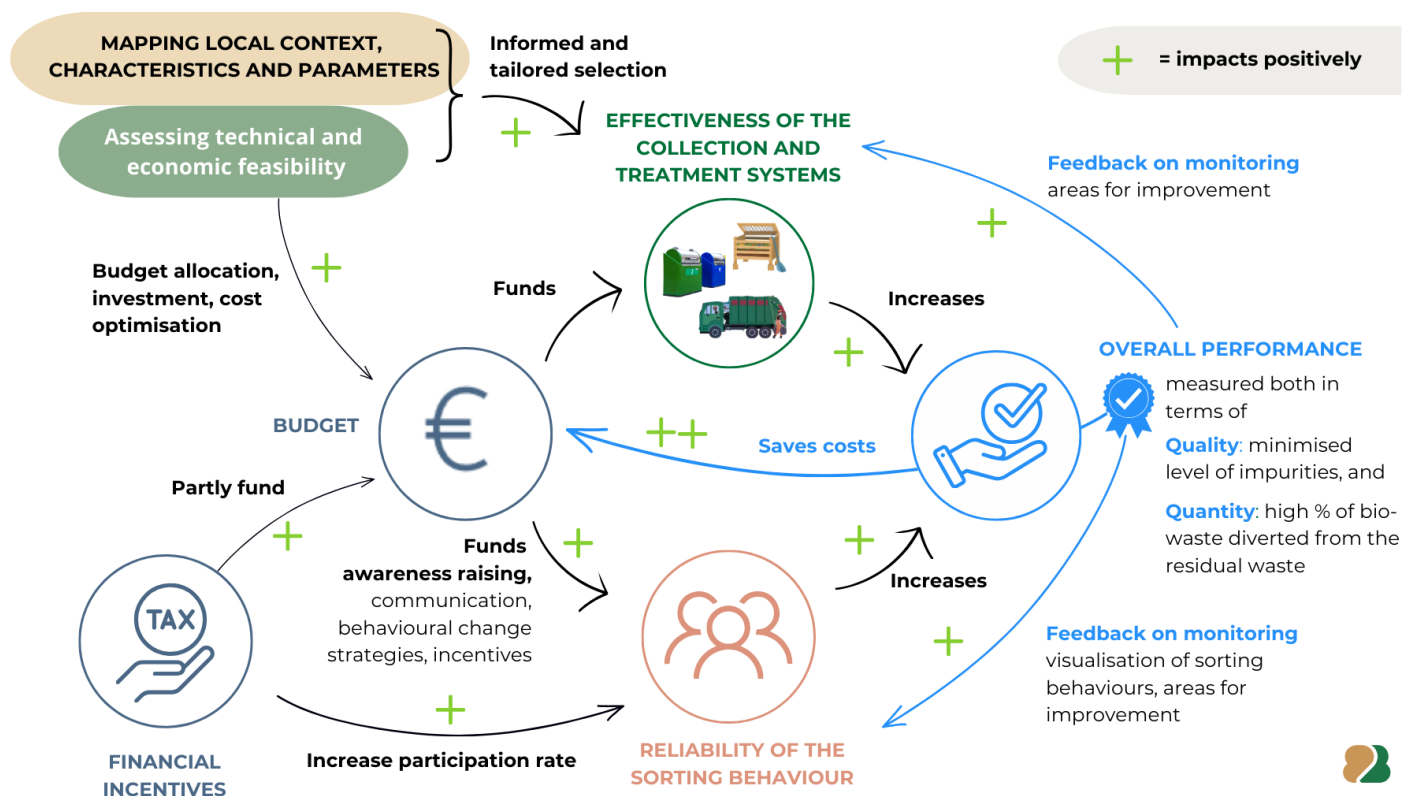 MAPPING LOCAL CONTEXT,
CHARACTERISTICS AND PARAMETERS
Assessing technical and
economic feasibility
Informed and
tailored selection
+ = impacts positively
+
EFFECTIVENESS OF THE
COLLECTION AND
TREATMENT SYSTEMS
Feedback on monitoring
areas for improvement
+
+
Budget allocation,
investment, cost
optimisation
Funds
Increases
+
OVERALL PERFORMANCE
measured both in
terms of
Quality: minimised
level of impurities, and
Quantity: high % of bio-
waste diverted from the
residual waste
BUDGET
€
++
Saves costs
Partly fund
+
Funds
awareness raising,
communication,
behavioural change
strategies, incentives
+
+
Increases
TAX
+
Feedback on monitoring
visualisation of sorting
behaviours, areas for
improvement
+
Increase participation rate
FINANCIAL
INCENTIVES
RELIABILITY OF THE
SORTING BEHAVIOUR